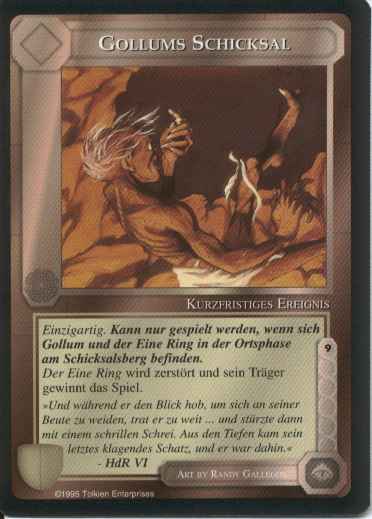 GOLLUMS SCHICKSAL
KURZFRISTIGES EREIGNIS
Einzigartig. Kann nur gespielt werden, wenn sich
Gollum und der Eine Ring in der Ortsphase
am Schicksalsberg befinden.
Der Eine Ring wird zerstört und sein Träger
gewinnt das Spiel.
9
»Und während er den Blick hob, um sich an seiner
Beute zu weiden, trat er zu weit ... und stürzte dann
mit einem schrillen Schrei. Aus den Tiefen kam sein
letztes klagendes Schatz, und er war dahin.«
- HdR VI
ART BY RANDY GALLEGOS
©1995 Tolkien Enterprises